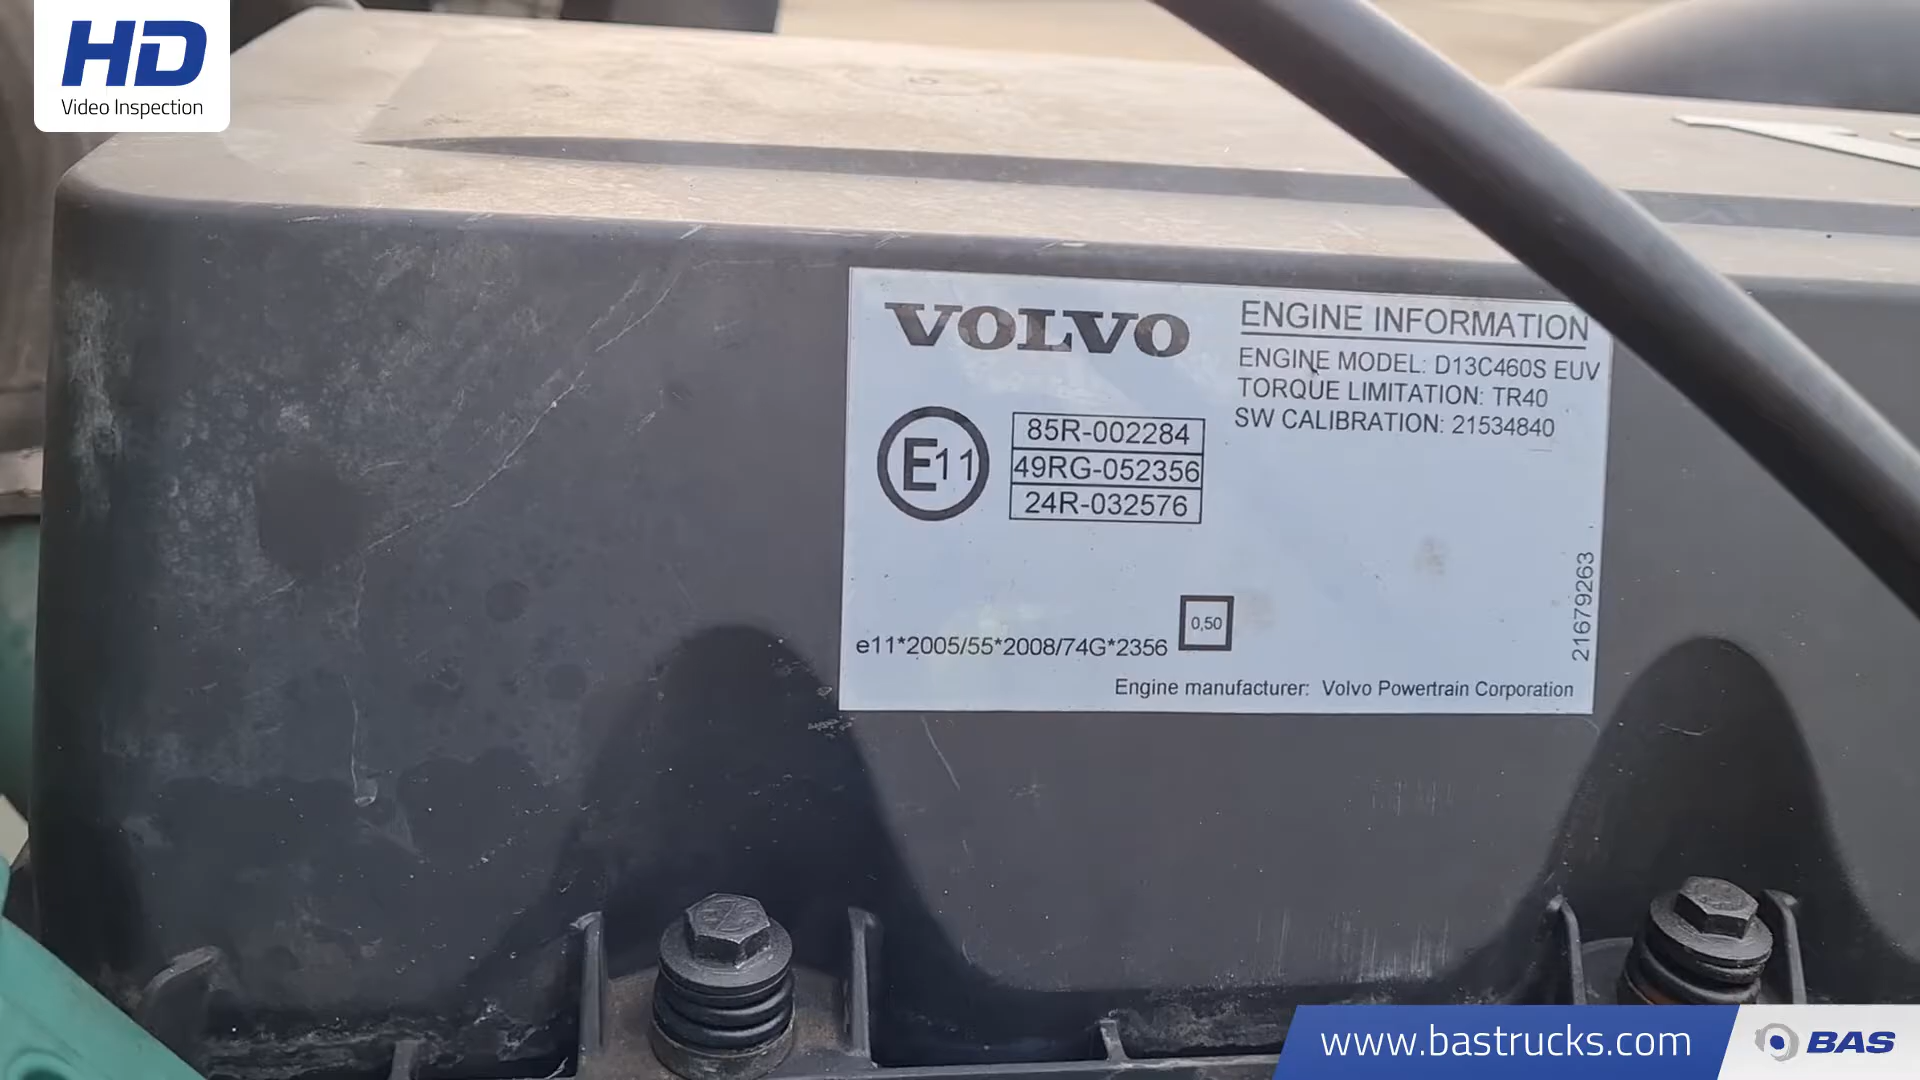 HD
Video Inspection
VOLVO
ENGINE INFORMATION
ENGINE MODEL: D13C460S EUV
TORQUE LIMITATION: TR40
SW CALIBRATION: 21534840
E11
85R-002284
49RG-052356
24R-032576
21679263
0,50
e11*2005/55*2008/74G*2356
Engine manufacturer: Volvo Powertrain Corporation
www.bastrucks.com
BAS